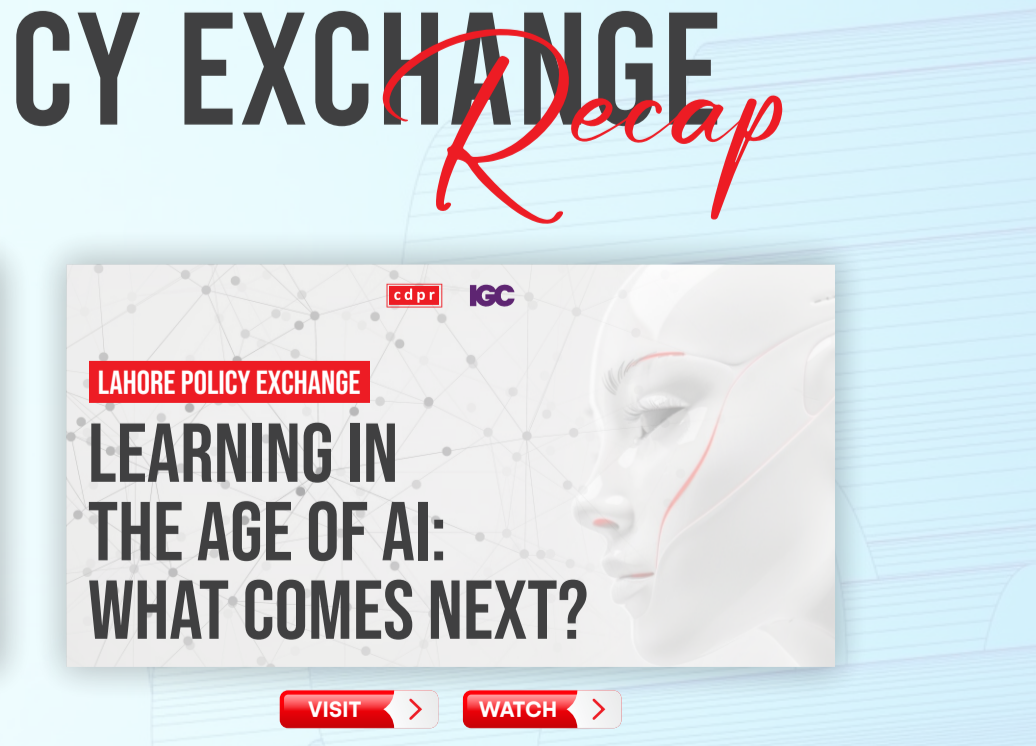 CY EXCHANGE
Recap
cdpr IGC
LAHORE POLICY EXCHANGE
LEARNING IN
THE AGE OF AI:
WHAT COMES NEXT?
VISIT WATCH